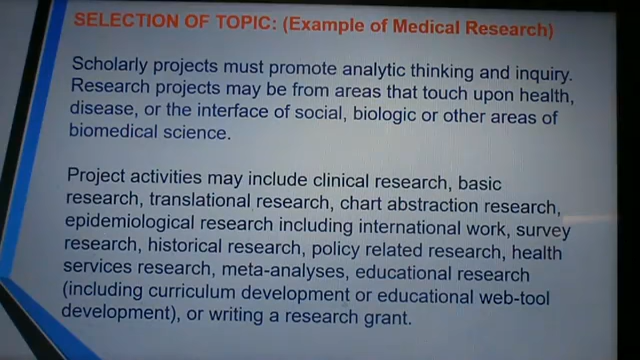 SELECTION OF TOPIC: (Example of Medical Research)
Scholarly projects must promote analytic thinking and inquiry.
Research projects may be from areas that touch upon health,
disease, or the interface of social, biologic or other areas of
biomedical science.
Project activities may include clinical research, basic
research, translational research, chart abstraction research,
epidemiological research including international work, survey
research, historical research, policy related research, health
services research, meta-analyses, educational research
(including curriculum development or educational web-tool
development), or writing a research grant.